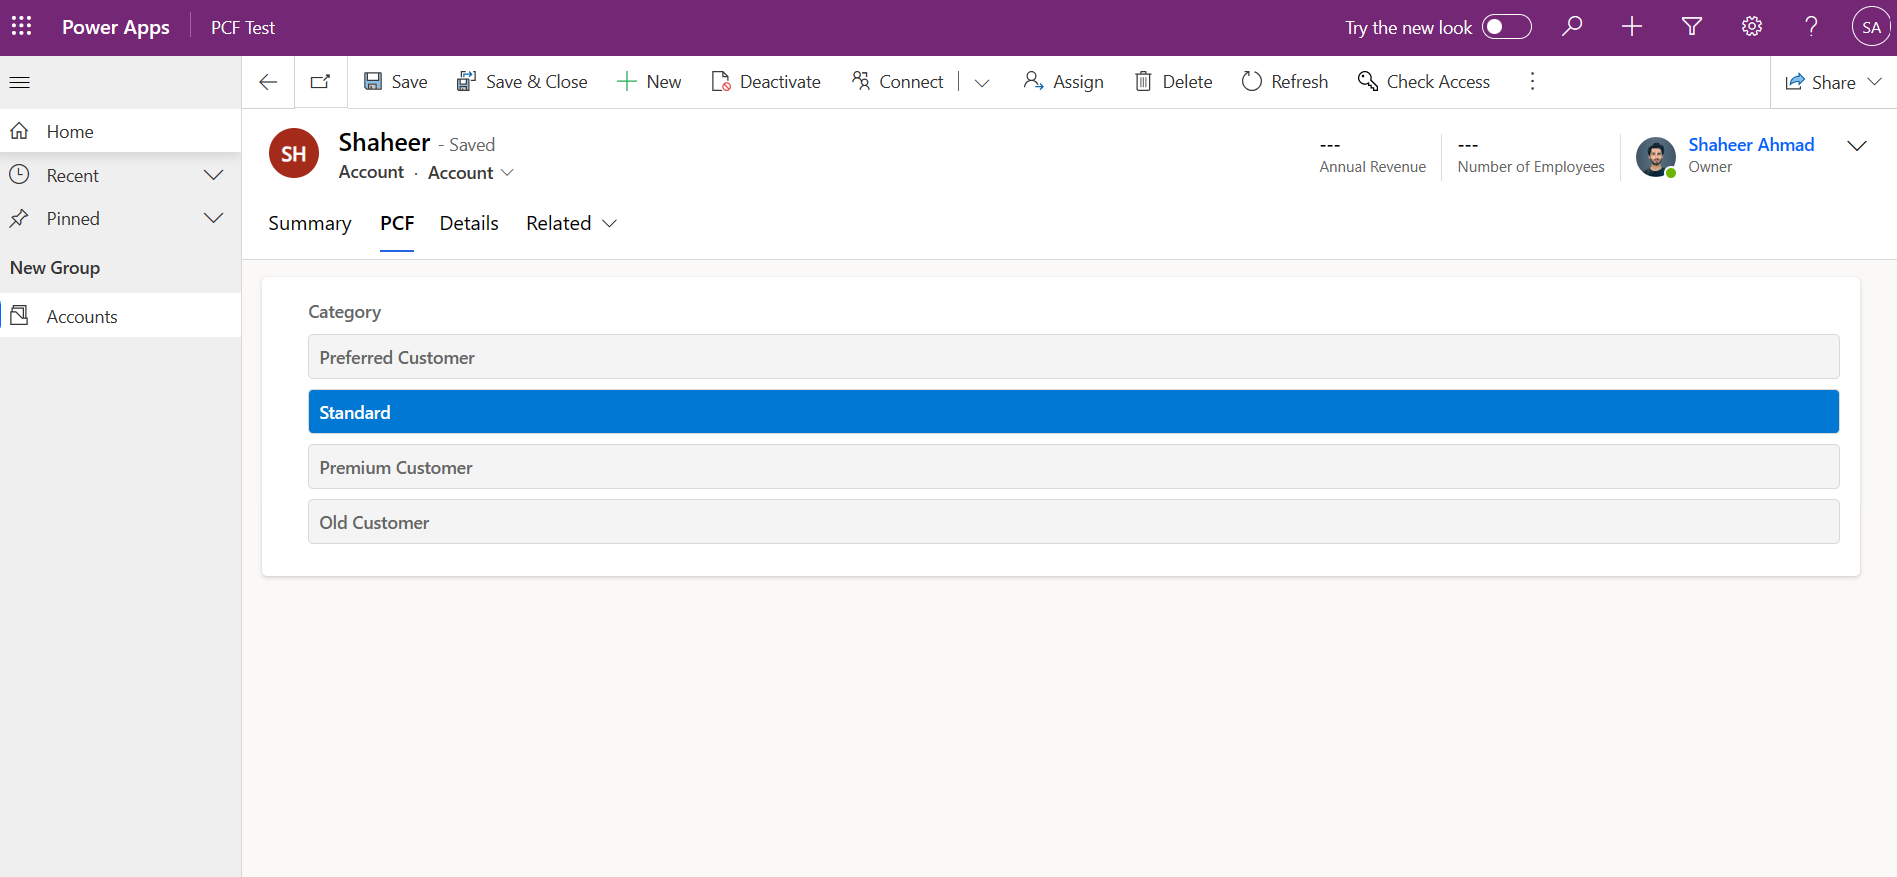 Power Apps PCF Test Try the new look SA
Save Save & Close New Deactivate Connect Assign Delete Refresh Check Access Share
Home
Recent
Pinned
New Group
Accounts
SH Shaheer - Saved
Account · Account
--- Annual Revenue
--- Number of Employees
Shaheer Ahmad
Owner
Summary PCF Details Related
Category
Preferred Customer
Standard
Premium Customer
Old Customer